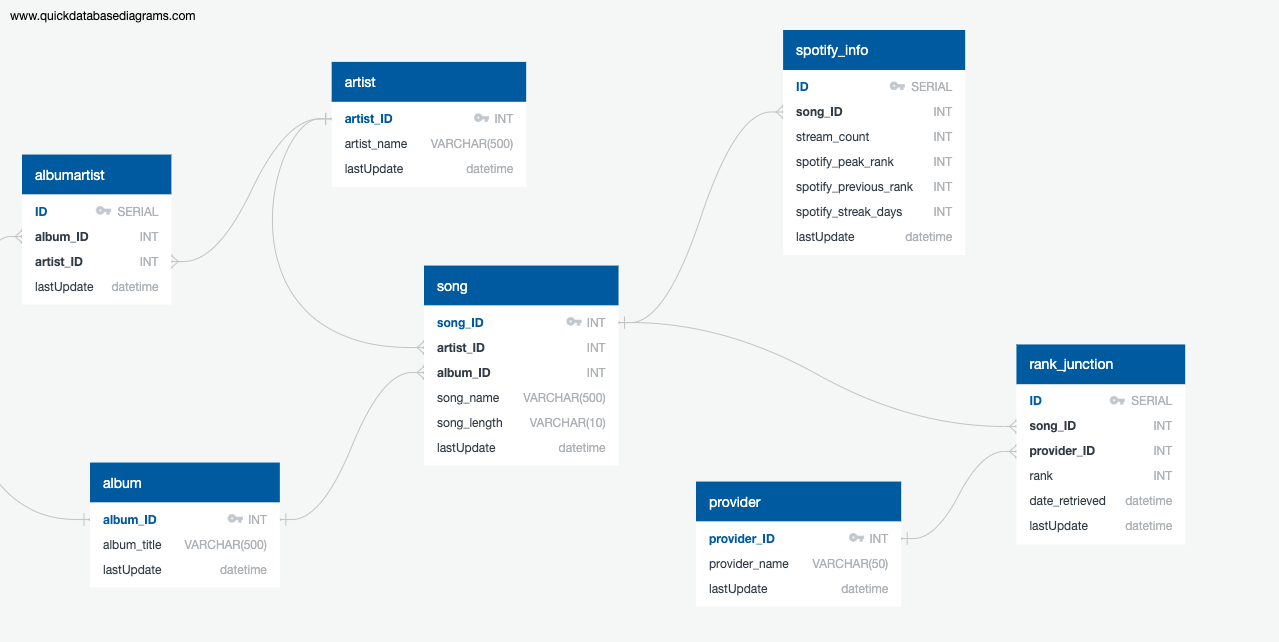 www.quickdatabasediagrams.com
artist
artist_ID INT
artist_name VARCHAR(500)
lastUpdate datetime
spotify_info
ID SERIAL
song_ID INT
stream_count INT
spotify_peak_rank INT
spotify_previous_rank INT
spotify_streak_days INT
lastUpdate datetime
albumartist
ID SERIAL
album_ID INT
artist_ID INT
lastUpdate datetime
song
song_ID INT
artist_ID INT
album_ID INT
song_name VARCHAR(500)
song_length VARCHAR(10)
lastUpdate datetime
rank_junction
ID SERIAL
song_ID INT
provider_ID INT
rank INT
date_retrieved datetime
lastUpdate datetime
album
album_ID INT
album_title VARCHAR(500)
lastUpdate datetime
provider
provider_ID INT
provider_name VARCHAR(50)
lastUpdate datetime